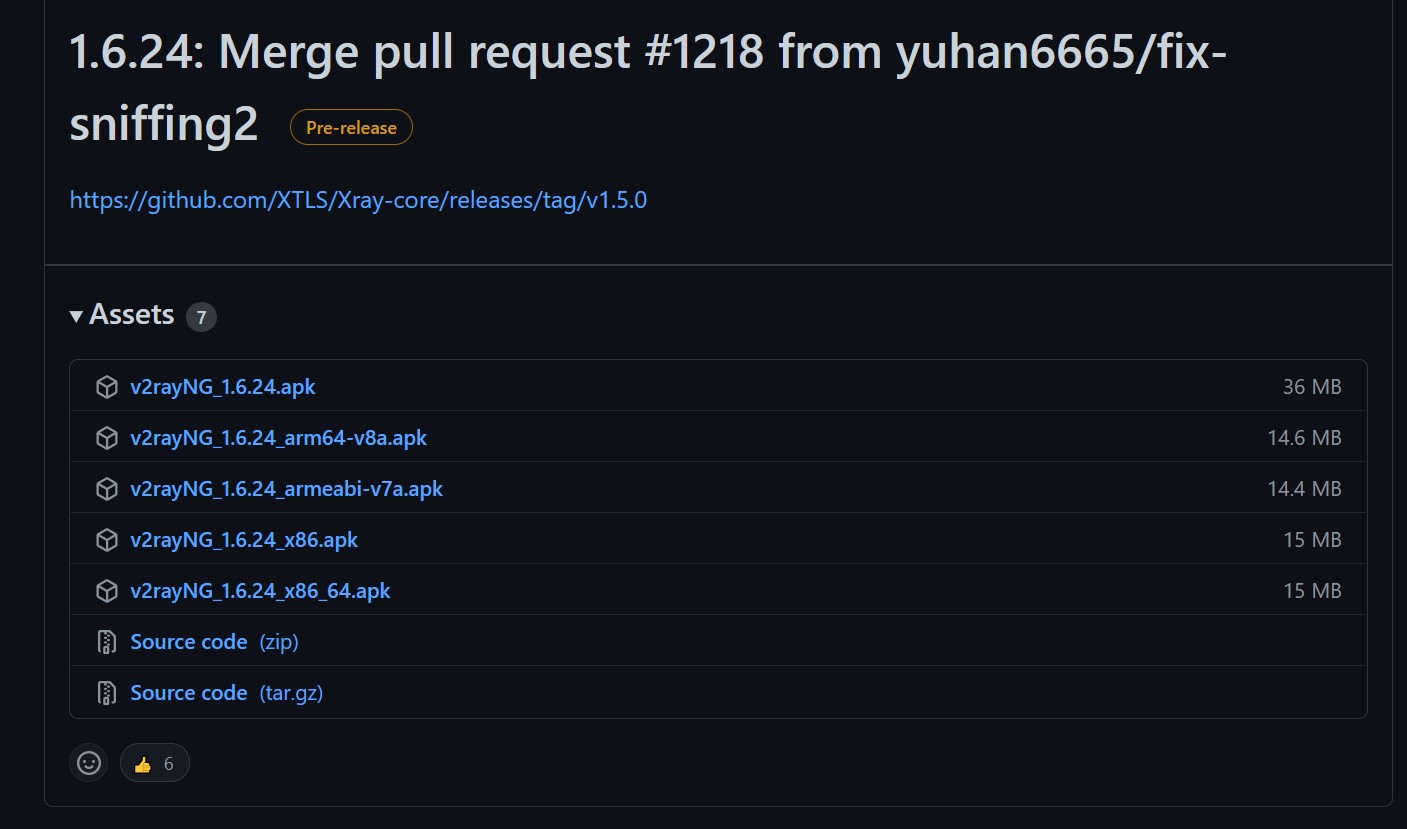 1.6.24: Merge pull request #1218 from yuhan6665/fix-
sniffing2 Pre-release
https://github.com/XTLS/Xray-core/releases/tag/v1.5.0
Assets 7
v2rayNG_1.6.24.apk 36 MB
v2rayNG_1.6.24_arm64-v8a.apk 14.6 MB
v2rayNG_1.6.24_armeabi-v7a.apk 14.4 MB
v2rayNG_1.6.24_x86.apk 15 MB
v2rayNG_1.6.24_x86_64.apk 15 MB
Source code (zip)
Source code (tar.gz)
6